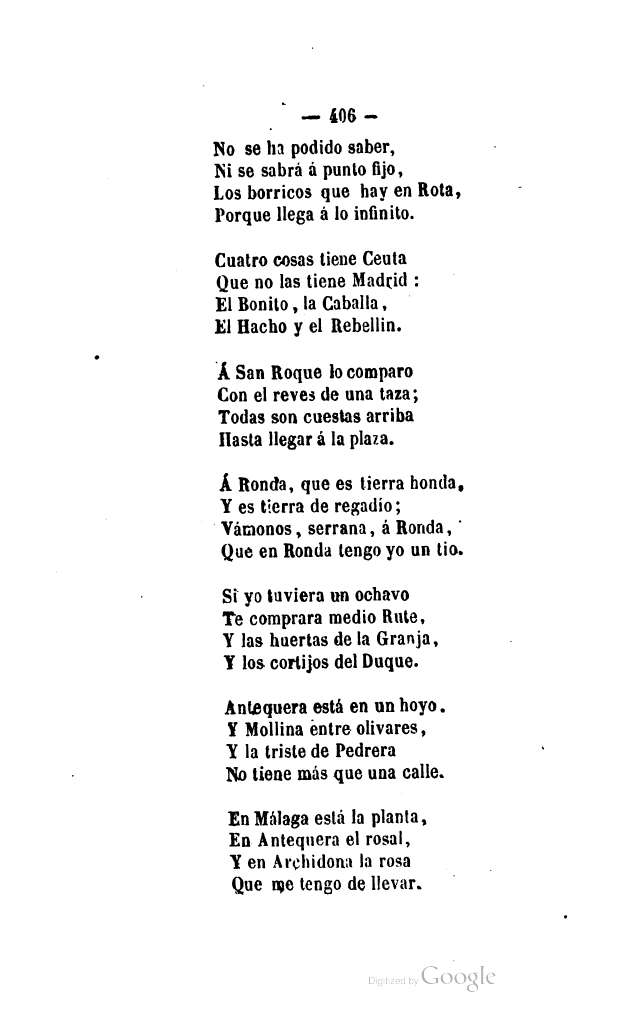 — 406 —
No se ha podido saber,
Ni se sabrá á punto fijo,
Los borricos que hay en Rota,
Porque llega á lo infinito.
Cuatro cosas tiene Ceuta
Que no las tiene Madrid :
El Bonito, la Caballa,
El Hacho y el Rebellin.
Á San Roque lo comparo
Con el reves de una taza;
Todas son cuestas arriba
Hasta llegar á la plaza.
Á Ronda, que es tierra honda,
Y es tierra de regadío;
Vámonos, serrana, á Ronda,
Que en Ronda tengo yo un tio.
Si yo tuviera un ochavo
Te comprara medio Rute,
Y las huertas de la Granja,
Y los cortijos del Duque.
Antequera está en un hoyo.
Y Mollina entre olivares,
Y la triste de Pedrera
No tiene más que una calle.
En Málaga está la planta,
En Antequera el rosal,
Y en Archidona la rosa
Que me tengo de llevar.
Digitized by Google